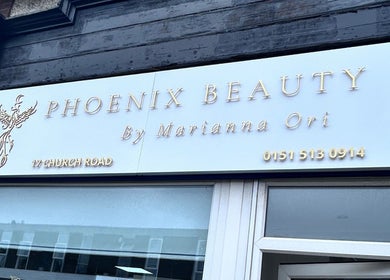 PHOENIX BEAUTY
By Marianna Ori
17 CHURCH ROAD
0151 513 0914